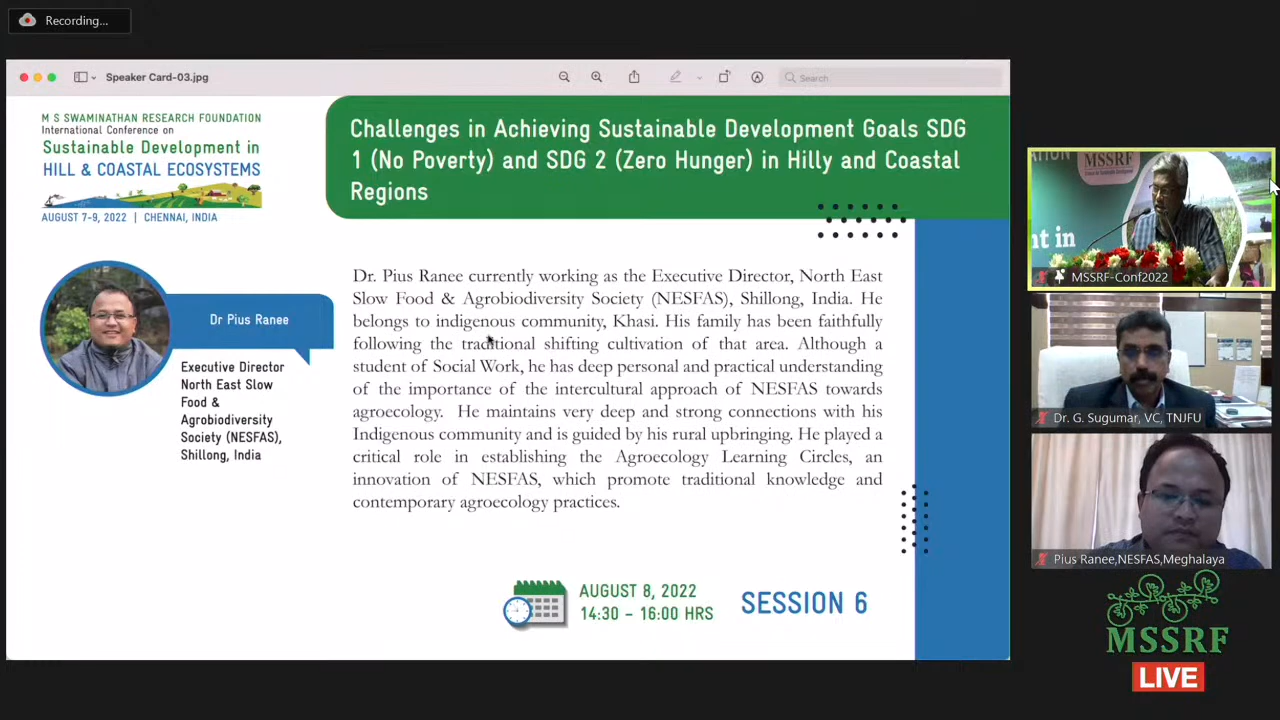 Recording...
Speaker Card-03.jpg
Search
M S SWAMINATHAN RESEARCH FOUNDATION
International Conference on
Sustainable Development in
HILL & COASTAL ECOSYSTEMS
AUGUST 7-9, 2022 | CHENNAI, INDIA
Challenges in Achieving Sustainable Development Goals SDG
1 (No Poverty) and SDG 2 (Zero Hunger) in Hilly and Coastal
Regions
Dr Pius Ranee
Executive Director
North East Slow
Food &
Agrobiodiversity
Society (NESFAS),
Shillong, India
Dr. Pius Ranee currently working as the Executive Director, North East
Slow Food & Agrobiodiversity Society (NESFAS), Shillong, India. He
belongs to indigenous community, Khasi. His family has been faithfully
following the traditional shifting cultivation of that area. Although a
student of Social Work, he has deep personal and practical understanding
of the importance of the intercultural approach of NESFAS towards
agroecology. He maintains very deep and strong connections with his
Indigenous community and is guided by his rural upbringing. He played a
critical role in establishing the Agroecology Learning Circles, an
innovation of NESFAS, which promote traditional knowledge and
contemporary agroecology practices.
AUGUST 8, 2022
14:30 – 16:00 HRS
SESSION 6
MSSRF
nt in
MSSRF-Conf2022
Dr. G. Sugumar, VC, TNJFU
Pius Ranee,NESFAS,Meghalaya
MSSRF
LIVE